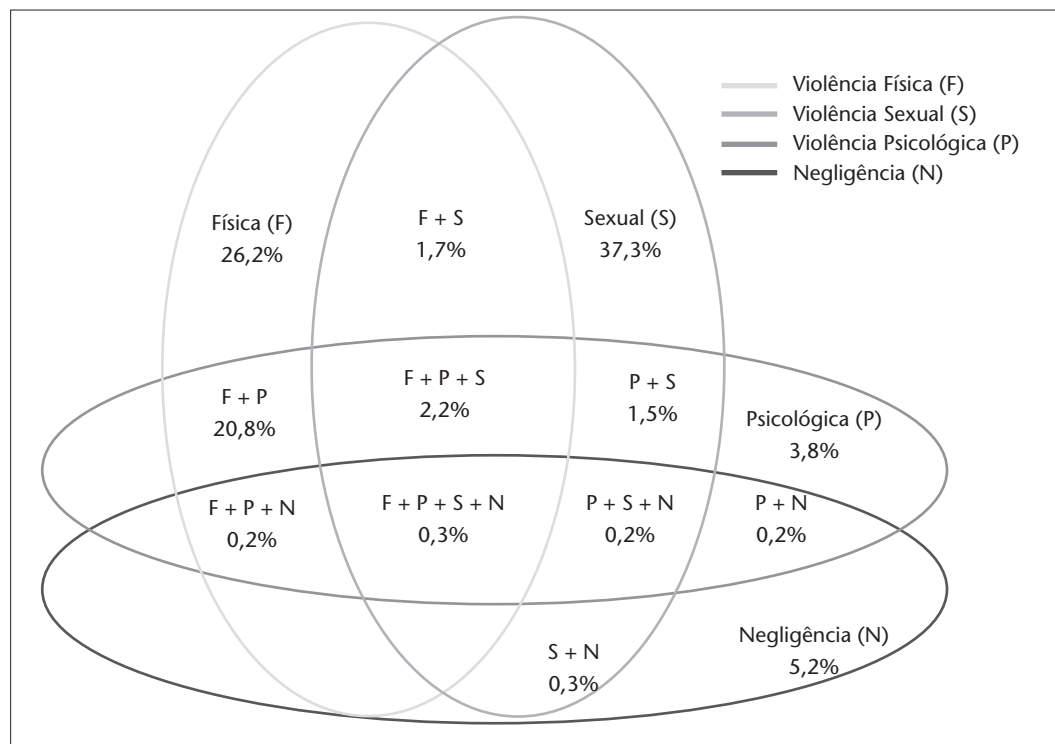 Violência Física (F)
Violência Sexual (S)
Violência Psicológica (P)
Negligência (N)
Física (F)
26,2%
F + S
1,7%
Sexual (S)
37,3%
F + P
20,8%
F + P + S
2,2%
P + S
1,5%
Psicológica (P)
3,8%
F + P + N
0,2%
F + P + S + N
0,3%
P + S + N
0,2%
P + N
0,2%
S + N
0,3%
Negligência (N)
5,2%